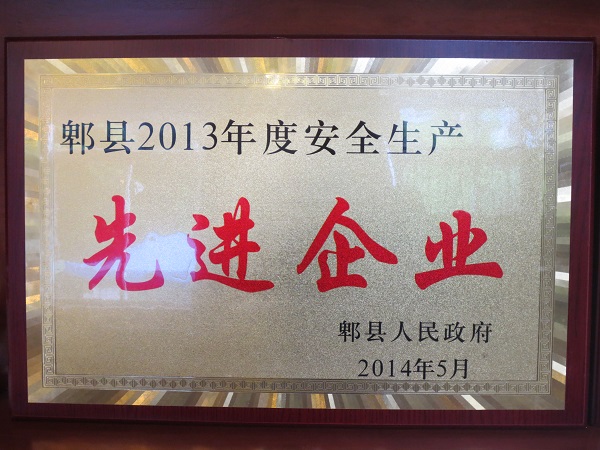 郫县2013年度安全生产
先进企业
郫县人民政府
2014年5月